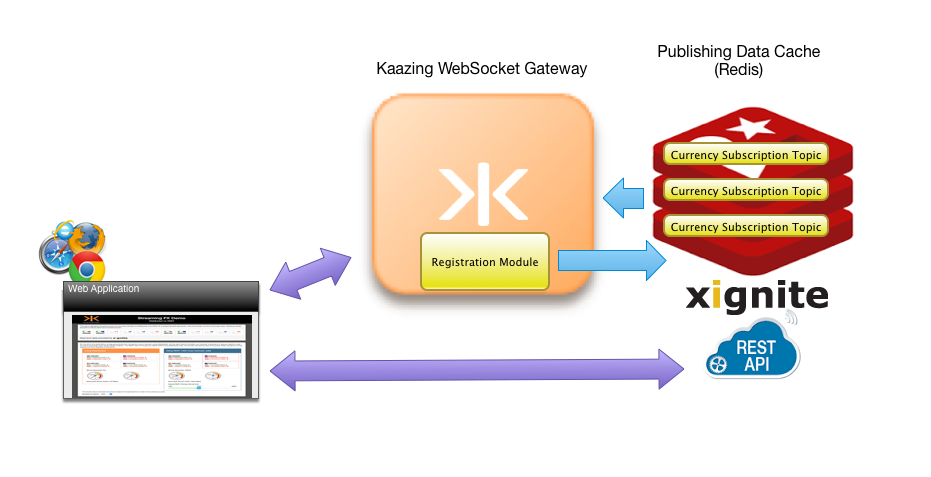 Kaazing WebSocket Gateway
Publishing Data Cache
(Redis)
Currency Subscription Topic
Currency Subscription Topic
Currency Subscription Topic
Registration Module
xignite
REST
API
Web Application
Streaming FX Demo